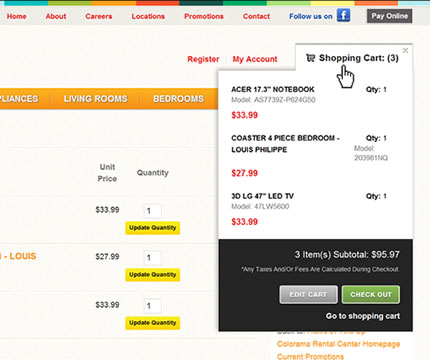 Home About Careers Locations Promotions Contact Follow us on f Pay Online
Register | My Account
Shopping Cart: (3)
PLIANCES LIVING ROOMS BEDROOMS
ACER 17.3" NOTEBOOK Qty: 1
Model: AS7739Z-P624G50
$33.99
COASTER 4 PIECE BEDROOM - Qty: 1
LOUIS PHILIPPE Model:
203981NQ
$27.99
3D LG 47" LED TV Qty: 1
Model: 47LW5600
$33.99
3 Item(s) Subtotal: $95.97
*Any Taxes And/Or Fees Are Calculated During Checkout.
EDIT CART CHECK OUT
Go to shopping cart
Unit
Price Quantity
$33.99 1
Update Quantity
- LOUIS $27.99 1
Update Quantity
$33.99 1
Update Quantity
Colorama Rental Center Homepage
Current Promotions